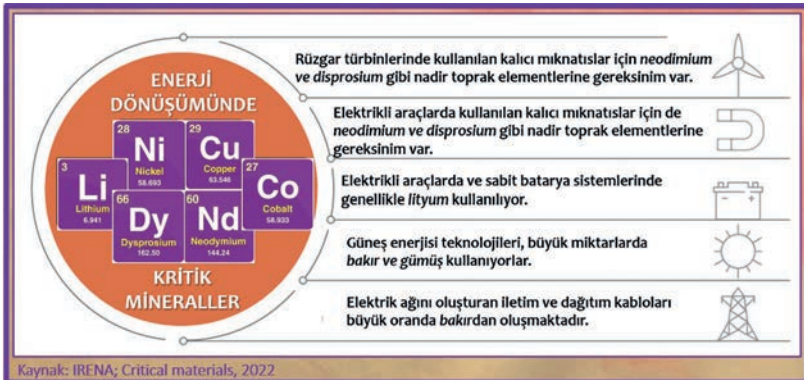 ENERJİ
DÖNÜŞÜMÜNDE
28
Ni
Nickel
58.693
29
Cu
Copper
63.546
3
Li
Lithium
6.941
27
Co
Cobalt
58.933
66
Dy
Dysprosium
162.50
60
Nd
Neodymium
144.24
KRİTİK
MİNERALLER
Rüzgar türbinlerinde kullanılan kalıcı mıknatıslar için neodimium
ve disprosium gibi nadir toprak elementlerine gereksinim var.
Elektrikli araçlarda kullanılan kalıcı mıknatıslar için de
neodimium ve disprosium gibi nadir toprak elementlerine
gereksinim var.
Elektrikli araçlarda ve sabit batarya sistemlerinde
genellikle lityum kullanılıyor.
Güneş enerjisi teknolojileri, büyük miktarlarda
bakır ve gümüş kullanıyorlar.
Elektrik ağını oluşturan iletim ve dağıtım kabloları
büyük oranda bakırdan oluşmaktadır.
Kaynak: IRENA; Critical materials, 2022